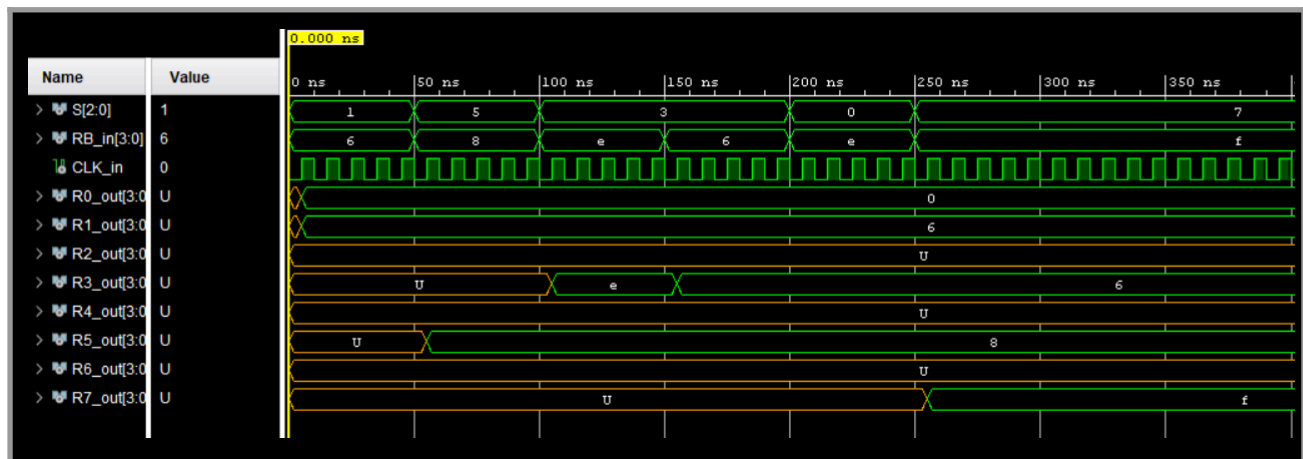 0.000 ns
Name Value 0 ns 50 ns 100 ns 150 ns 200 ns 250 ns 300 ns 350 ns
> S[2:0] 1 1 5 3 0 7
> RB_in[3:0] 6 6 8 e 6 e f
CLK_in 0
> R0_out[3:0 U 0
> R1_out[3:0 U 6
> R2_out[3:0 U U
> R3_out[3:0 U U e 6
> R4_out[3:0 U U
> R5_out[3:0 U U 8
> R6_out[3:0 U U
> R7_out[3:0 U U f